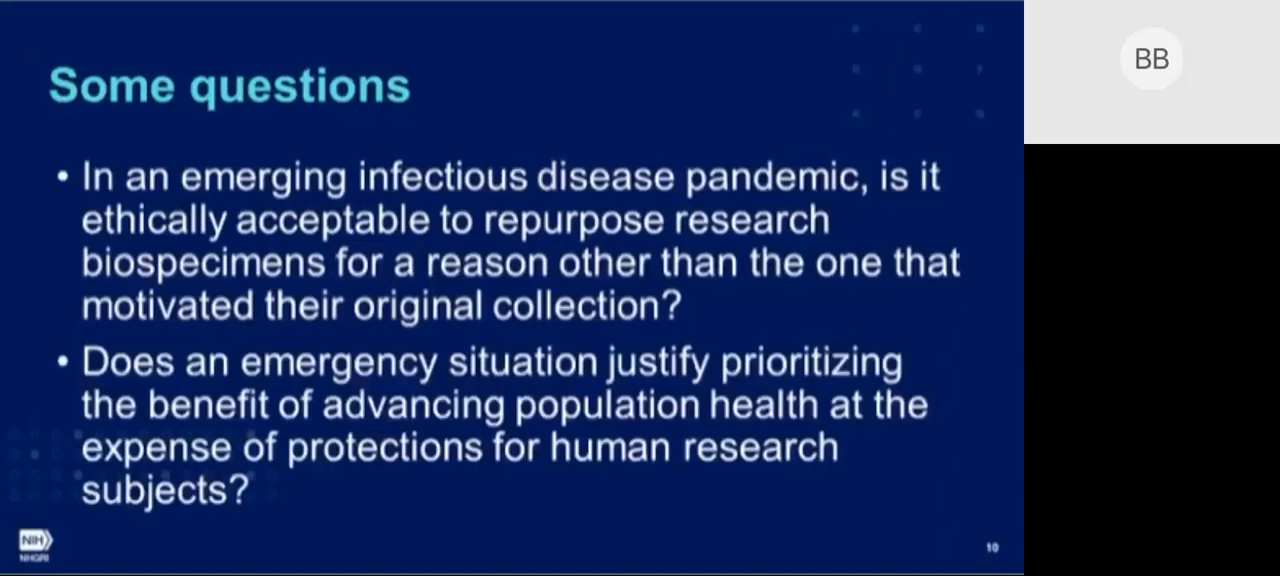 Some questions
• In an emerging infectious disease pandemic, is it
ethically acceptable to repurpose research
biospecimens for a reason other than the one that
motivated their original collection?
• Does an emergency situation justify prioritizing
the benefit of advancing population health at the
expense of protections for human research
subjects?
NIH
NHGRI
10
BB